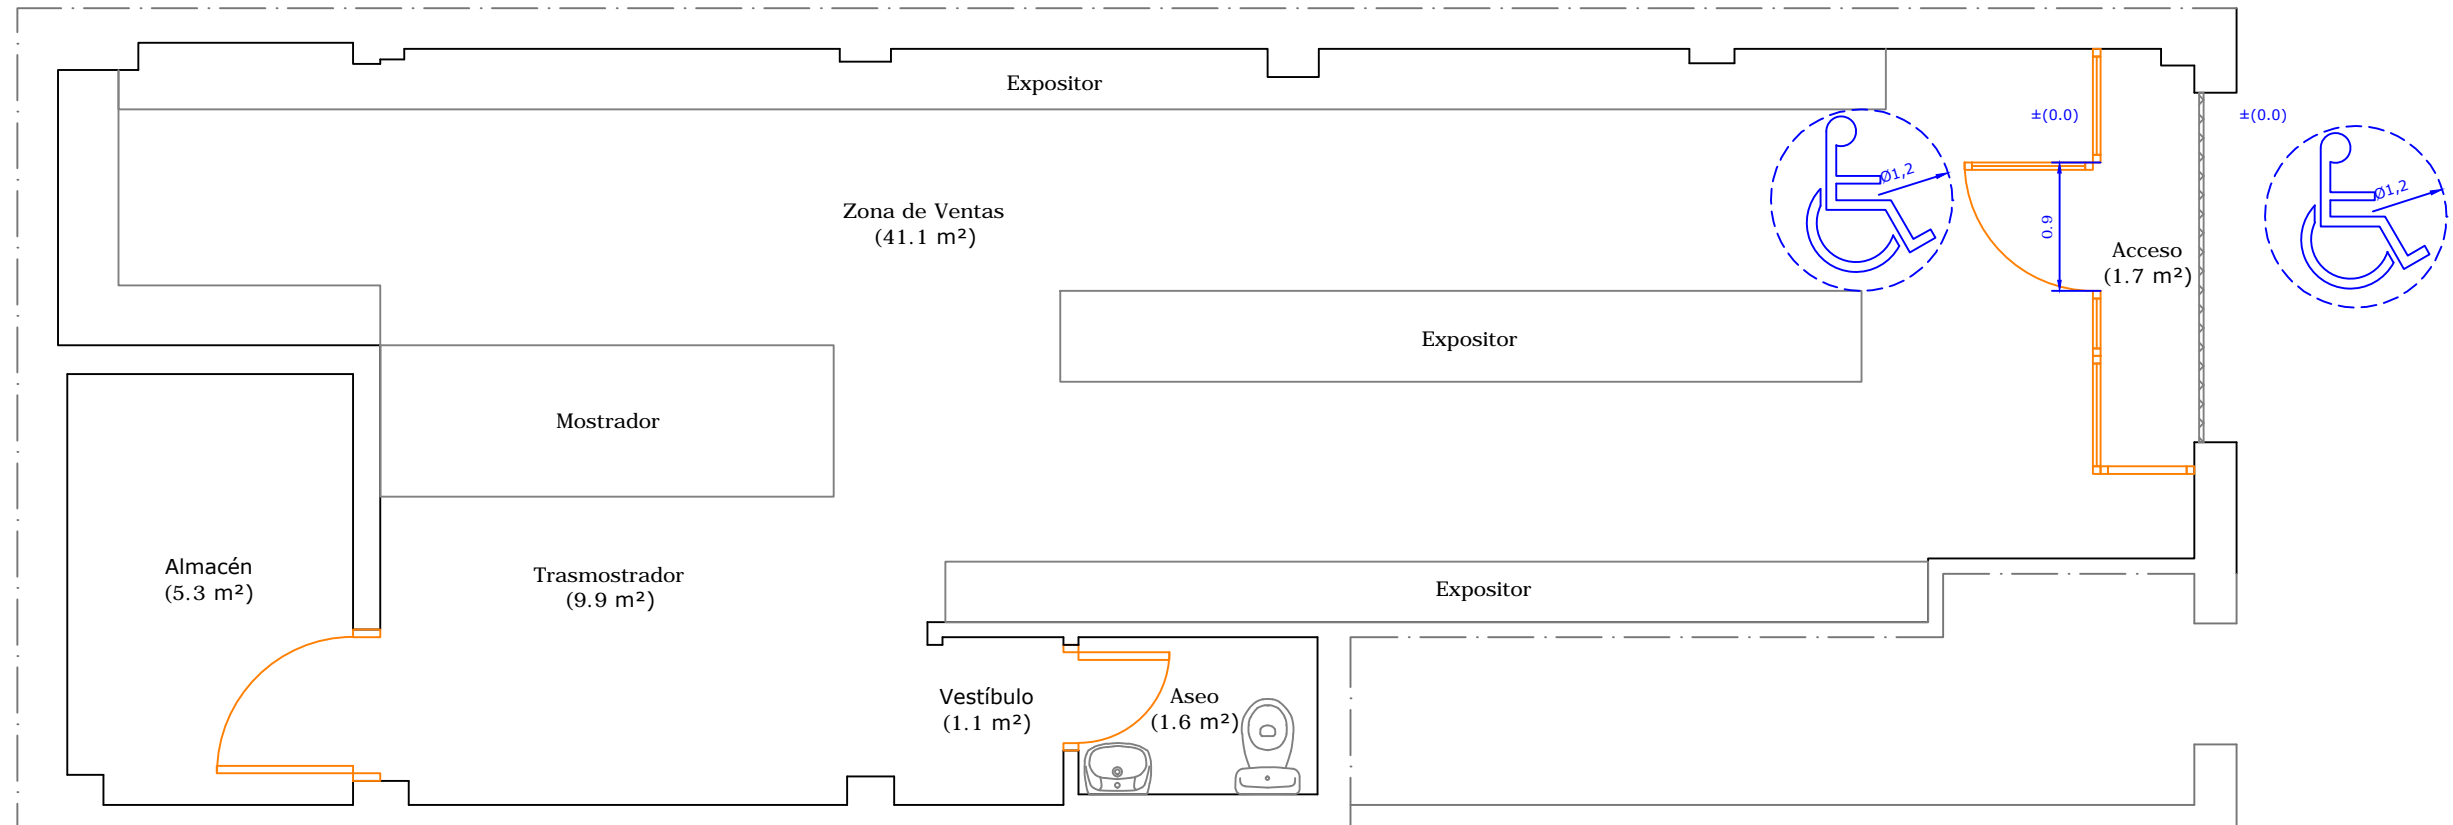 Expositor
±(0.0)
±(0.0)
Ø1,2
Ø1,2
Zona de Ventas
(41.1 m²)
0.9
Acceso
(1.7 m²)
Expositor
Mostrador
Almacén
(5.3 m²)
Trasmostrador
(9.9 m²)
Expositor
Vestíbulo
(1.1 m²)
Aseo
(1.6 m²)